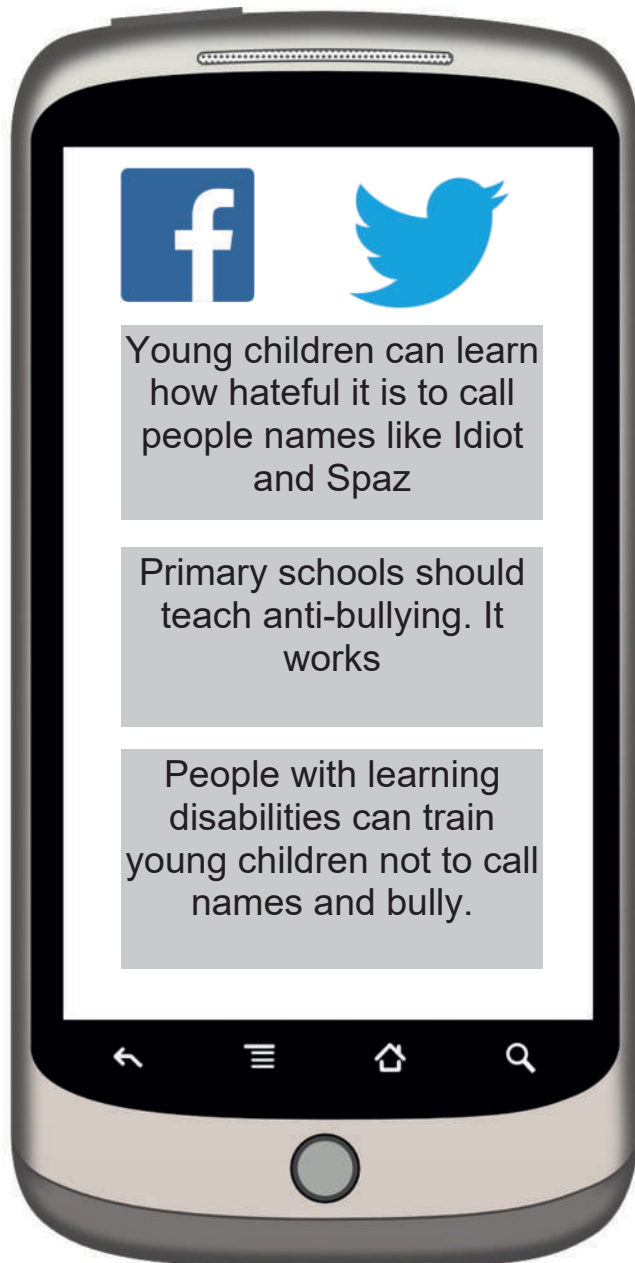 f
Young children can learn
how hateful it is to call
people names like Idiot
and Spaz
Primary schools should
teach anti-bullying. It
works
People with learning
disabilities can train
young children not to call
names and bully.